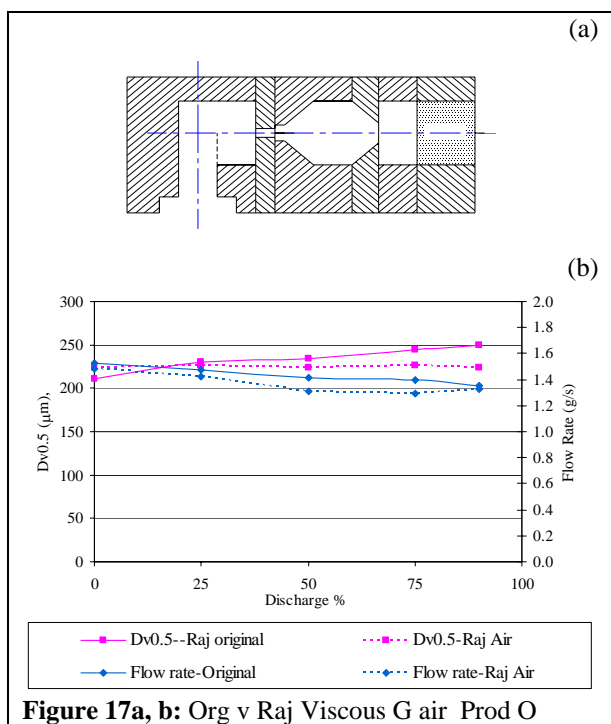 (a)
(b)
300
250
200
150
100
50
0
Dv0.5 (μm),
2.0
1.8
1.6
1.4
1.2
1.0
0.8
0.6
0.4
0.2
0.0
Flow Rate (g/s)
0 25 50 75 100
Discharge %
Dv0.5--Raj original Dv0.5-Raj Air
Flow rate-Original Flow rate-Raj Air
Figure 17a, b: Org v Raj Viscous G air Prod O